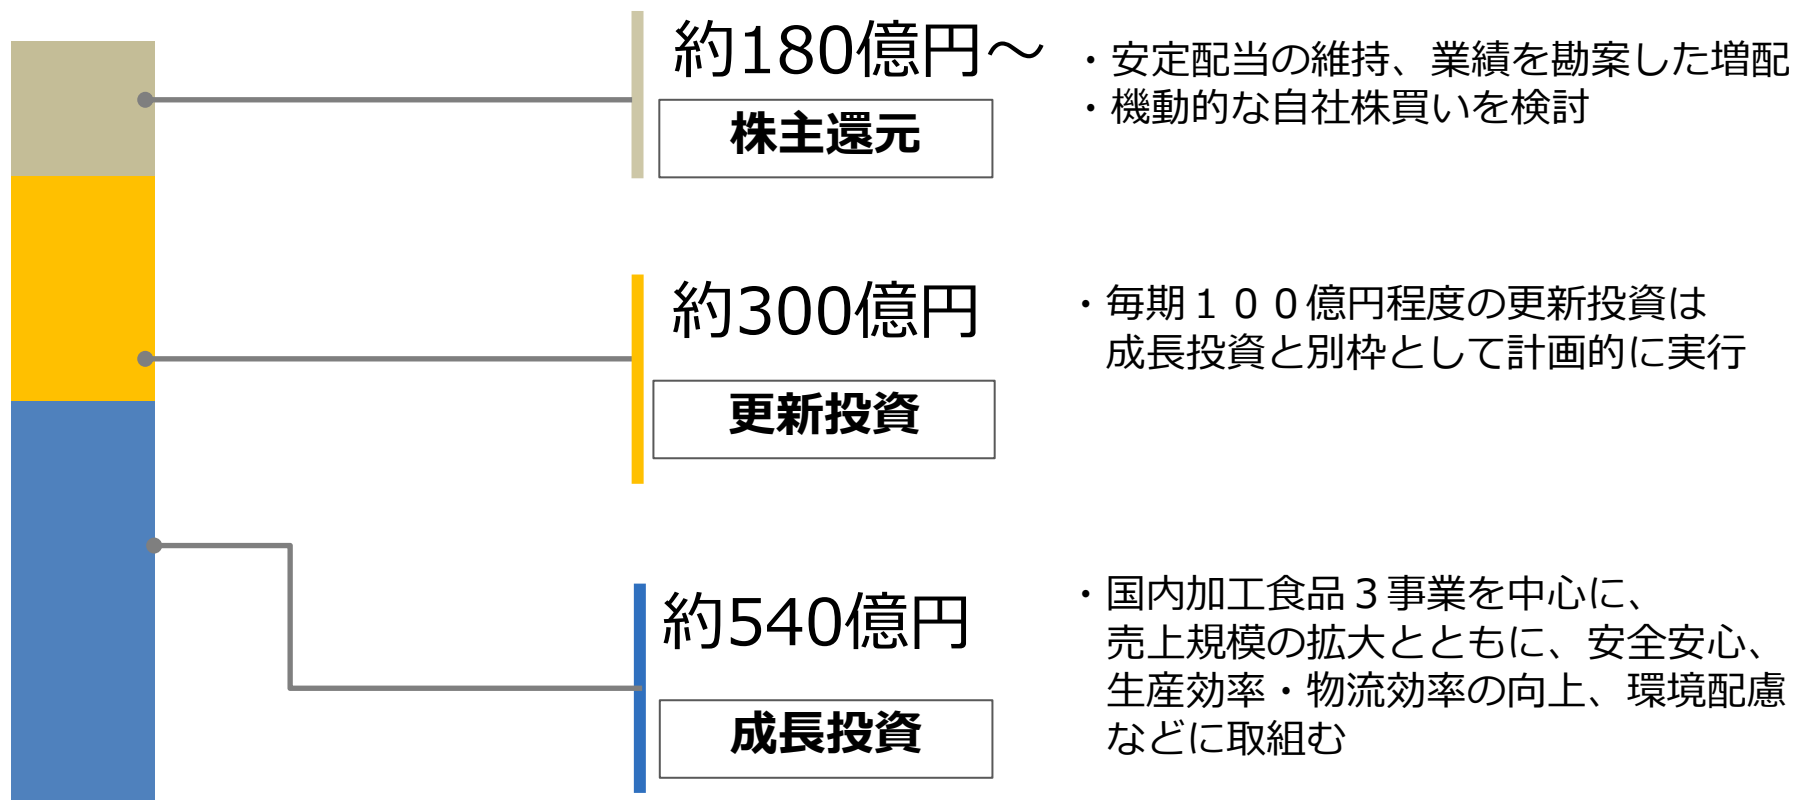 約180億円～
株主還元
・安定配当の維持、業績を勘案した増配
・機動的な自社株買いを検討
約300億円
更新投資
・毎期１００億円程度の更新投資は
成長投資と別枠として計画的に実行
約540億円
成長投資
・国内加工食品３事業を中心に、
売上規模の拡大とともに、安全安心、
生産効率・物流効率の向上、環境配慮
などに取組む